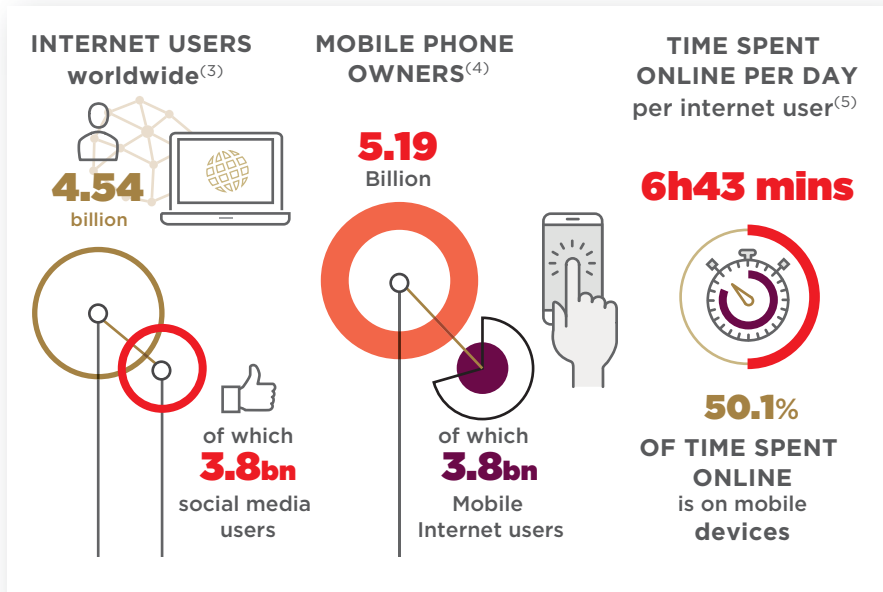 INTERNET USERS
worldwide(3)
4.54
billion
of which
3.8bn
social media
users
MOBILE PHONE
OWNERS(4)
5.19
Billion
of which
3.8bn
Mobile
Internet users
TIME SPENT
ONLINE PER DAY
per internet user(5)
6h43 mins
50.1%
OF TIME SPENT
ONLINE
is on mobile
devices